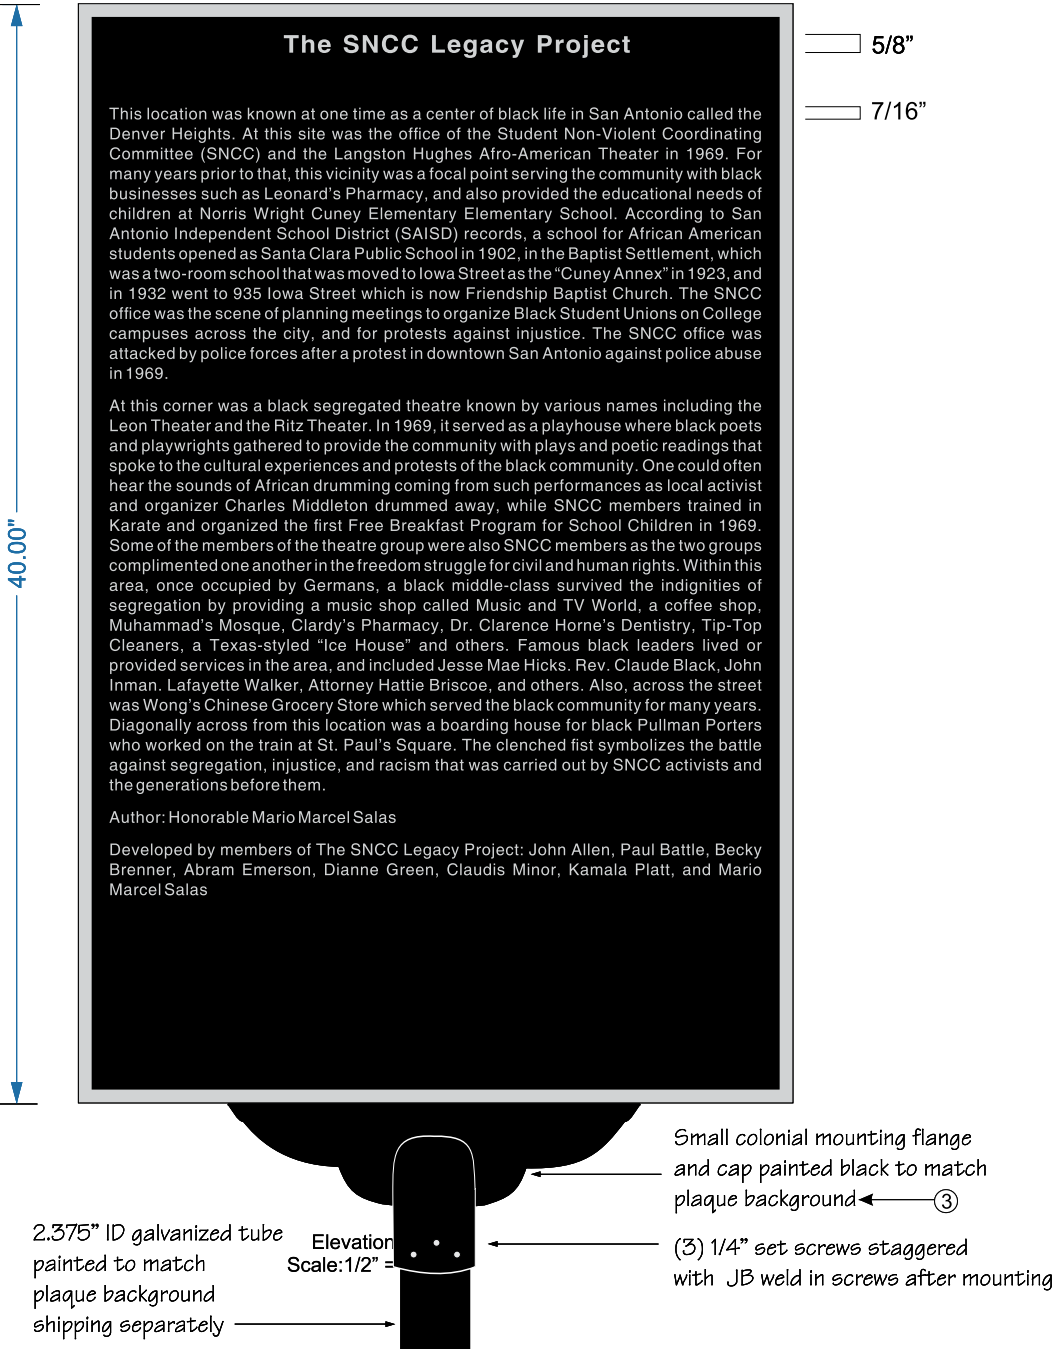 The SNCC Legacy Project
5/8”
7/16”
This location was known at one time as a center of black life in San Antonio called the
Denver Heights. At this site was the office of the Student Non-Violent Coordinating
Committee (SNCC) and the Langston Hughes Afro-American Theater in 1969. For
many years prior to that, this vicinity was a focal point serving the community with black
businesses such as Leonard’s Pharmacy, and also provided the educational needs of
children at Norris Wright Cuney Elementary Elementary School. According to San
Antonio Independent School District (SAISD) records, a school for African American
students opened as Santa Clara Public School in 1902, in the Baptist Settlement, which
was a two-room school that was moved to Iowa Street as the “Cuney Annex” in 1923, and
in 1932 went to 935 Iowa Street which is now Friendship Baptist Church. The SNCC
office was the scene of planning meetings to organize Black Student Unions on College
campuses across the city, and for protests against injustice. The SNCC office was
attacked by police forces after a protest in downtown San Antonio against police abuse
in 1969.
At this corner was a black segregated theatre known by various names including the
Leon Theater and the Ritz Theater. In 1969, it served as a playhouse where black poets
and playwrights gathered to provide the community with plays and poetic readings that
spoke to the cultural experiences and protests of the black community. One could often
hear the sounds of African drumming coming from such performances as local activist
and organizer Charles Middleton drummed away, while SNCC members trained in
Karate and organized the first Free Breakfast Program for School Children in 1969.
Some of the members of the theatre group were also SNCC members as the two groups
complimented one another in the freedom struggle for civil and human rights. Within this
area, once occupied by Germans, a black middle-class survived the indignities of
segregation by providing a music shop called Music and TV World, a coffee shop,
Muhammad’s Mosque, Clardy’s Pharmacy, Dr. Clarence Horne’s Dentistry, Tip-Top
Cleaners, a Texas-styled “Ice House” and others. Famous black leaders lived or
provided services in the area, and included Jesse Mae Hicks. Rev. Claude Black, John
Inman. Lafayette Walker, Attorney Hattie Briscoe, and others. Also, across the street
was Wong’s Chinese Grocery Store which served the black community for many years.
Diagonally across from this location was a boarding house for black Pullman Porters
who worked on the train at St. Paul’s Square. The clenched fist symbolizes the battle
against segregation, injustice, and racism that was carried out by SNCC activists and
the generations before them.
Author: Honorable Mario Marcel Salas
Developed by members of The SNCC Legacy Project: John Allen, Paul Battle, Becky
Brenner, Abram Emerson, Dianne Green, Claudis Minor, Kamala Platt, and Mario
Marcel Salas
40.00"
Small colonial mounting flange
and cap painted black to match
plaque background
3
2.375” ID galvanized tube
painted to match
plaque background
shipping separately
Elevation
Scale:1/2” =
(3) 1/4” set screws staggered
with JB weld in screws after mounting